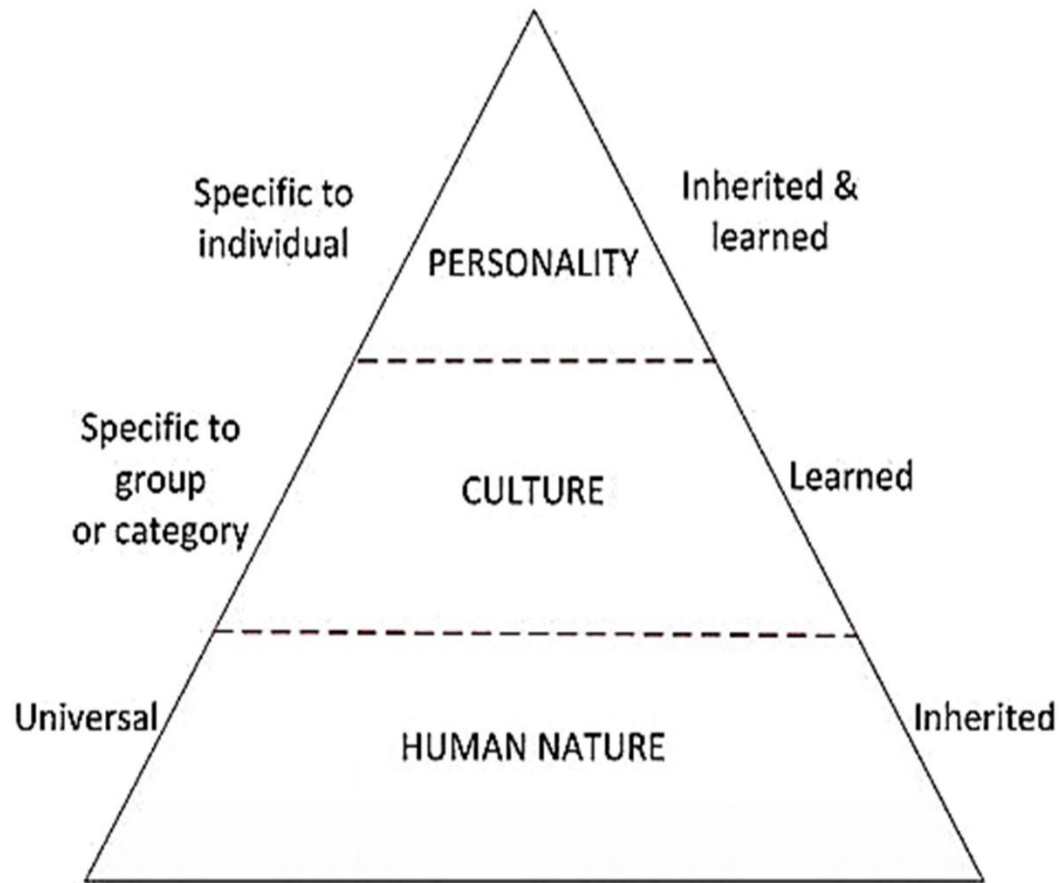 Specific to
individual
PERSONALITY
Inherited &
learned
Specific to
group
or category
CULTURE
Learned
Universal
HUMAN NATURE
Inherited